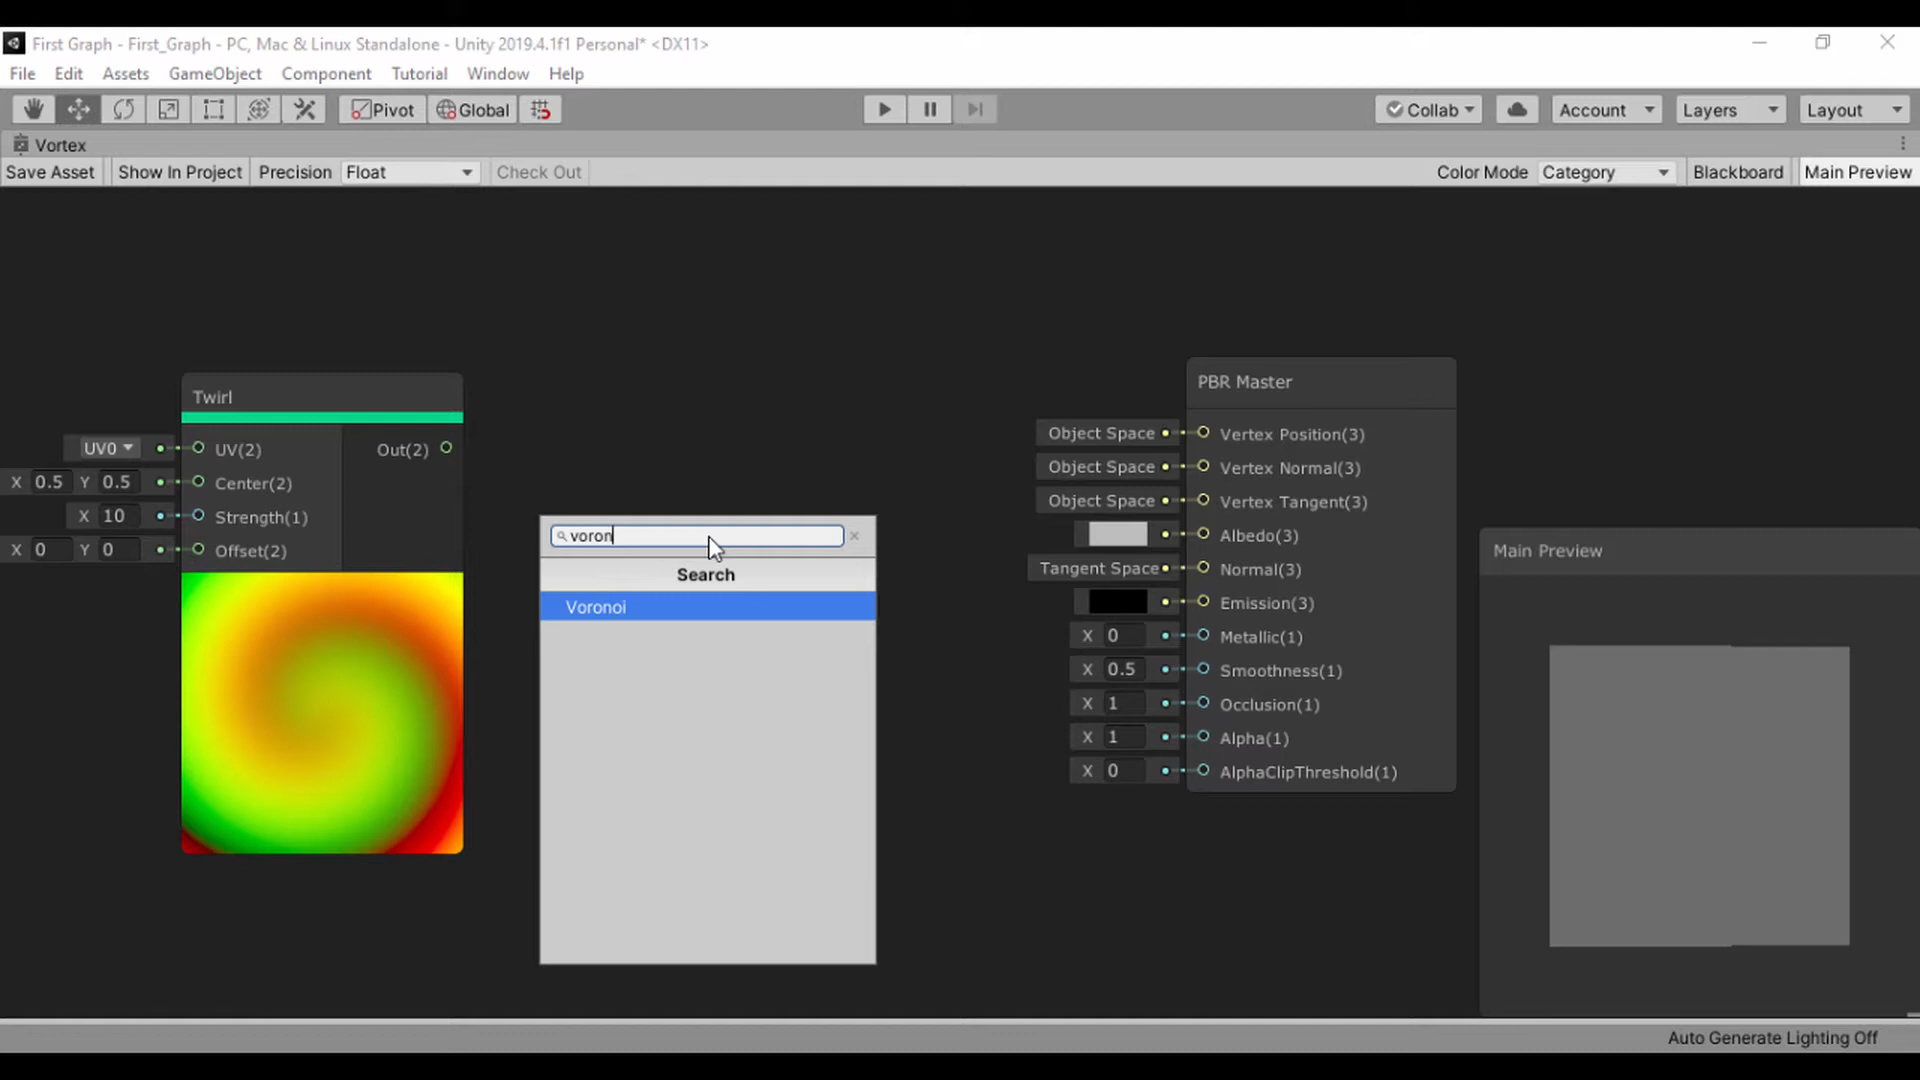 First Graph - First_Graph - PC, Mac & Linux Standalone - Unity 2019.4.1f1 Personal* <DX11>
File Edit Assets GameObject Component Tutorial Window Help
Pivot Global Collab Account Layers Layout
Vortex
Save Asset Show In Project Precision Float Check Out Color Mode Category Blackboard Main Preview
Twirl
UV0 UV(2) Out(2)
X 0.5 Y 0.5 Center(2)
X 10 Strength(1)
X 0 Y 0 Offset(2)
voron
Search
Voronoi
PBR Master
Object Space Vertex Position(3)
Object Space Vertex Normal(3)
Object Space Vertex Tangent(3)
Albedo(3)
Tangent Space Normal(3)
Emission(3)
X 0 Metallic(1)
X 0.5 Smoothness(1)
X 1 Occlusion(1)
X 1 Alpha(1)
X 0 AlphaClipThreshold(1)
Main Preview
Auto Generate Lighting Off